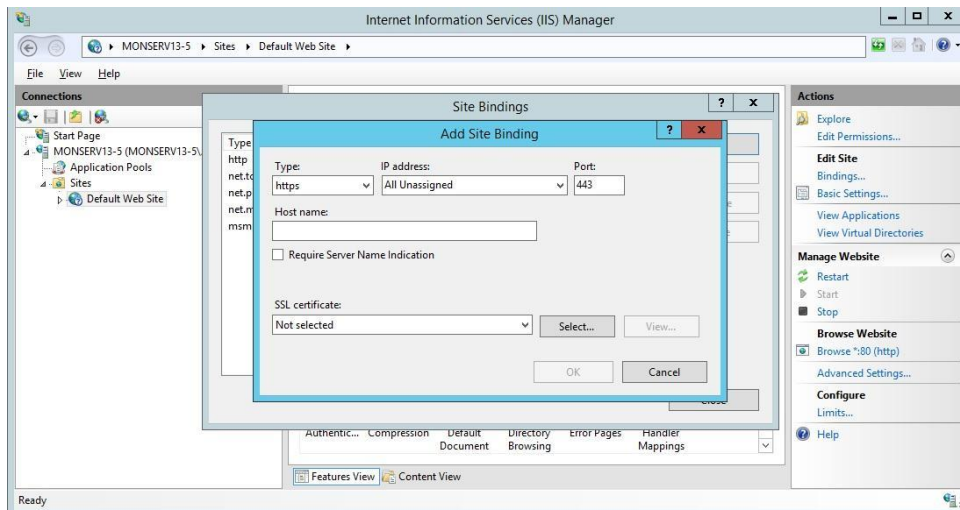 Internet Information Services (IIS) Manager
MONSERV13-5 Sites Default Web Site
File View Help
Connections
Start Page
MONSERV13-5 (MONSERV13-5\
Application Pools
Sites
Default Web Site
Site Bindings
Type
http
net.p
msm
Add Site Binding
Type: IP address: Port:
https All Unassigned 443
Host name:
Require Server Name Indication
SSL certificate:
Not selected Select... View...
OK Cancel
Close
Authentic... Compression Default Document Directory Browsing Error Pages Handler Mappings
Features View Content View
Ready
Actions
Explore
Edit Permissions...
Edit Site
Bindings...
Basic Settings...
View Applications
View Virtual Directories
Manage Website
Restart
Start
Stop
Browse Website
Browse *:80 (http)
Advanced Settings...
Configure
Limits...
Help